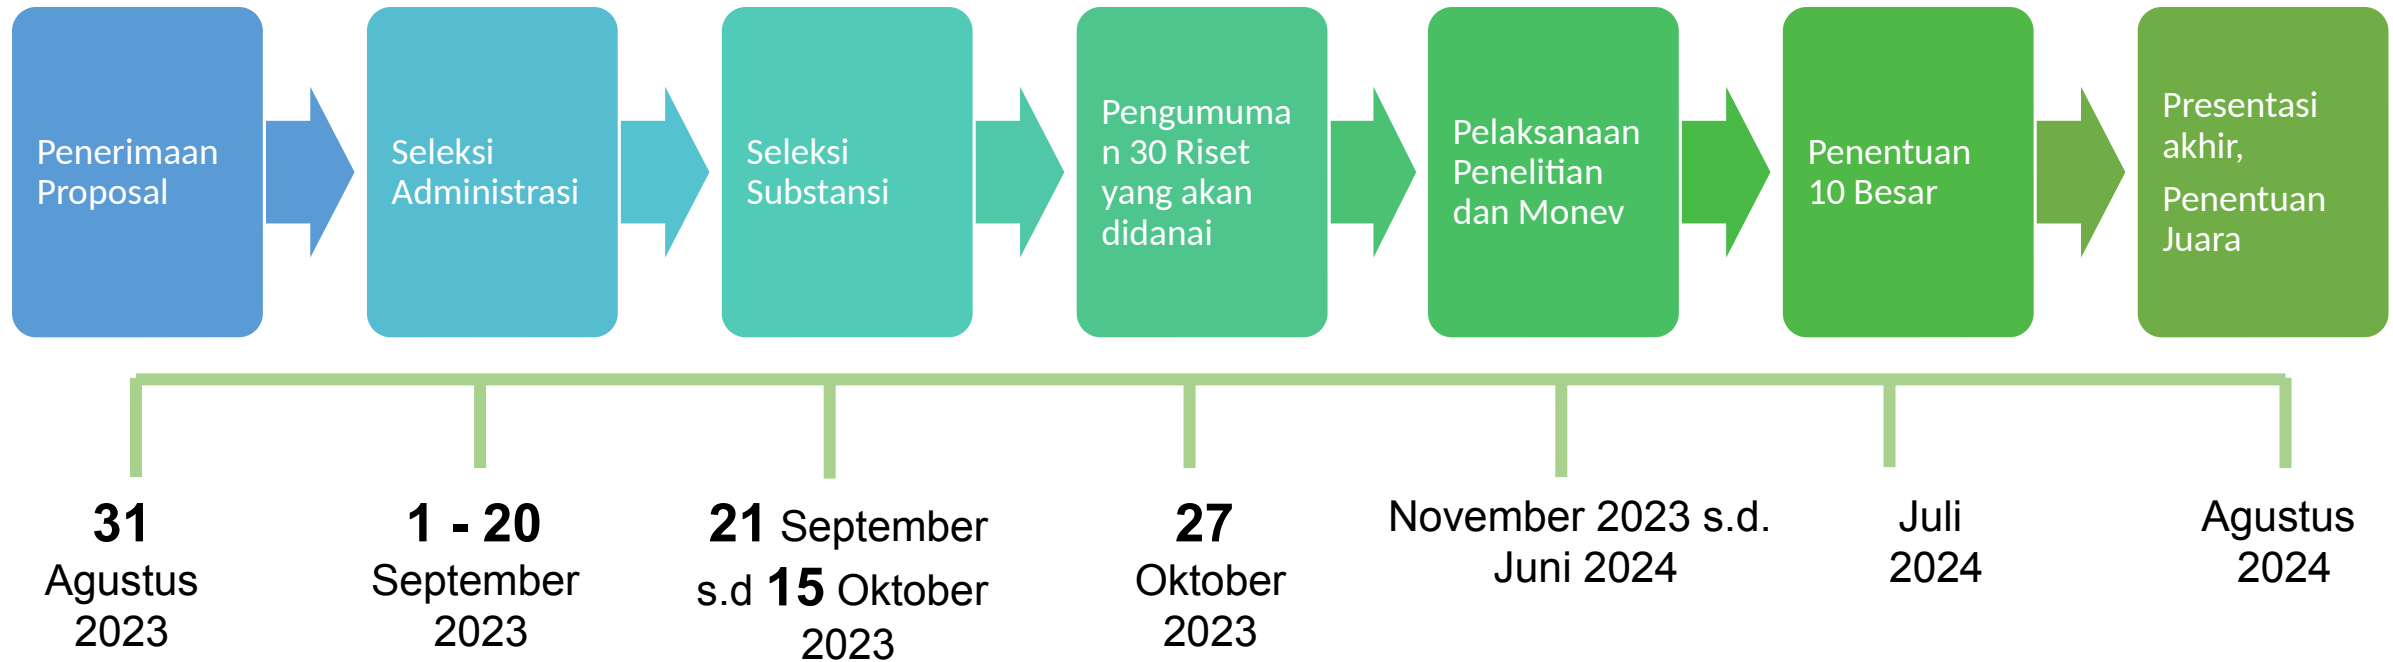 Penerimaan
Proposal
Seleksi
Administrasi
Seleksi
Substansi
Pengumuma
n 30 Riset
yang akan
didanai
Pelaksanaan
Penelitian
dan Monev
Penentuan
10 Besar
Presentasi
akhir,
Penentuan
Juara
31
Agustus
2023
1 - 20
September
2023
21 September
s.d 15 Oktober
2023
27
Oktober
2023
November 2023 s.d.
Juni 2024
Juli
2024
Agustus
2024